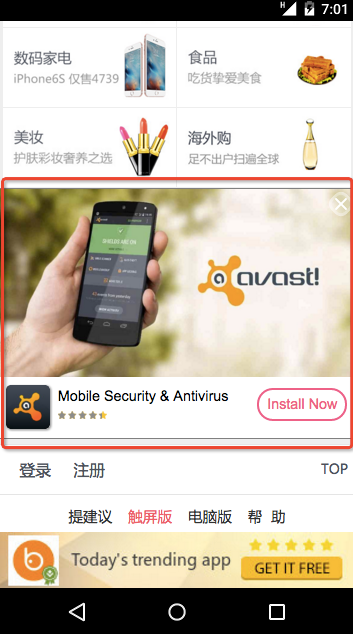 H 7:01
数码家电
iPhone6S 仅售4739
食品
吃货挚爱美食
美妆
护肤彩妆奢养之选
海外购
足不出户扫遍全球
SHIELDS ARE ON
avast!
Mobile Security & Antivirus
Install Now
登录 注册 TOP
提建议 触屏版 电脑版 帮 助
Today's trending app
GET IT FREE